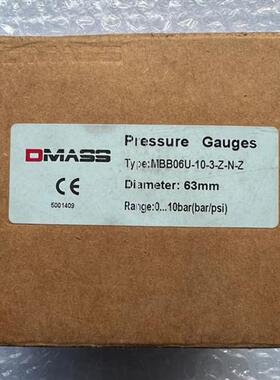 DMASS
CE
5001409
Pressure Gauges
Type:MBB06U-10-3-Z-N-Z
Diameter: 63mm
Range:0...10bar(bar/psi)